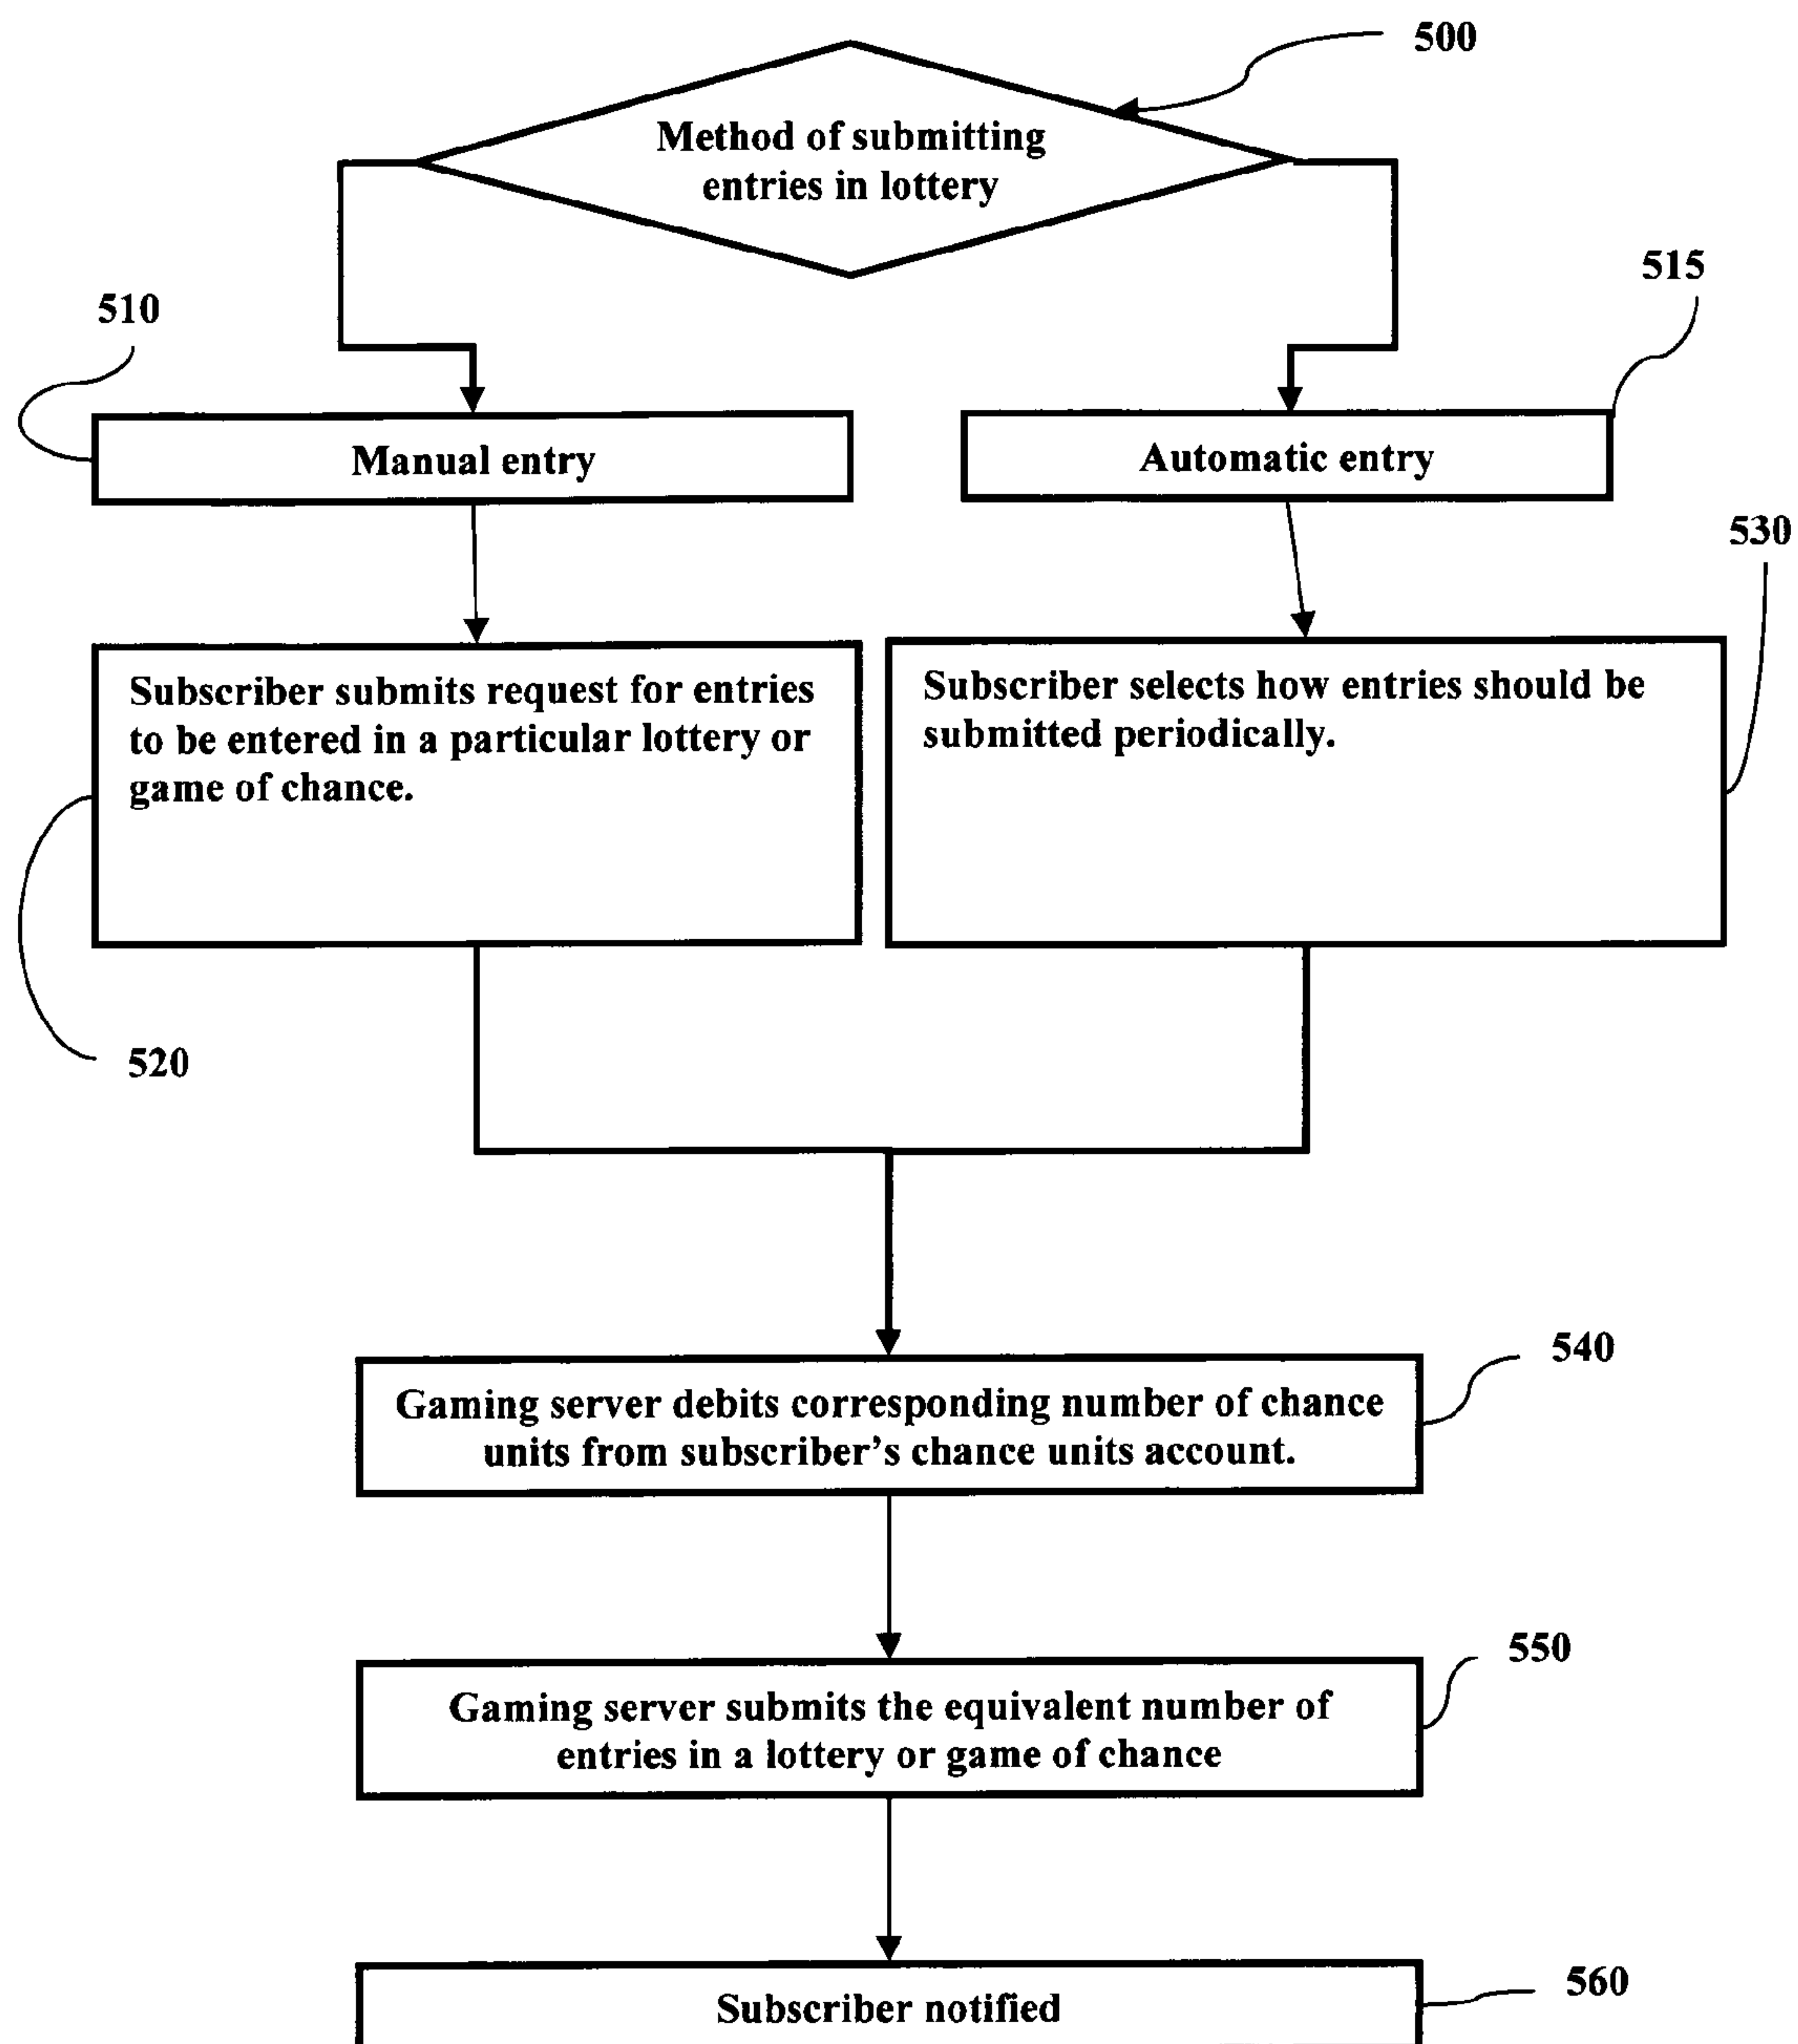 500
Method of submitting
entries in lottery
515
510
Manual entry
Automatic entry
530
Subscriber submits request for entries
to be entered in a particular lottery or
game of chance.
Subscriber selects how entries should be
submitted periodically.
520
540
Gaming server debits corresponding number of chance
units from subscriber's chance units account.
550
Gaming server submits the equivalent number of
entries in a lottery or game of chance
560
Subscriber notified